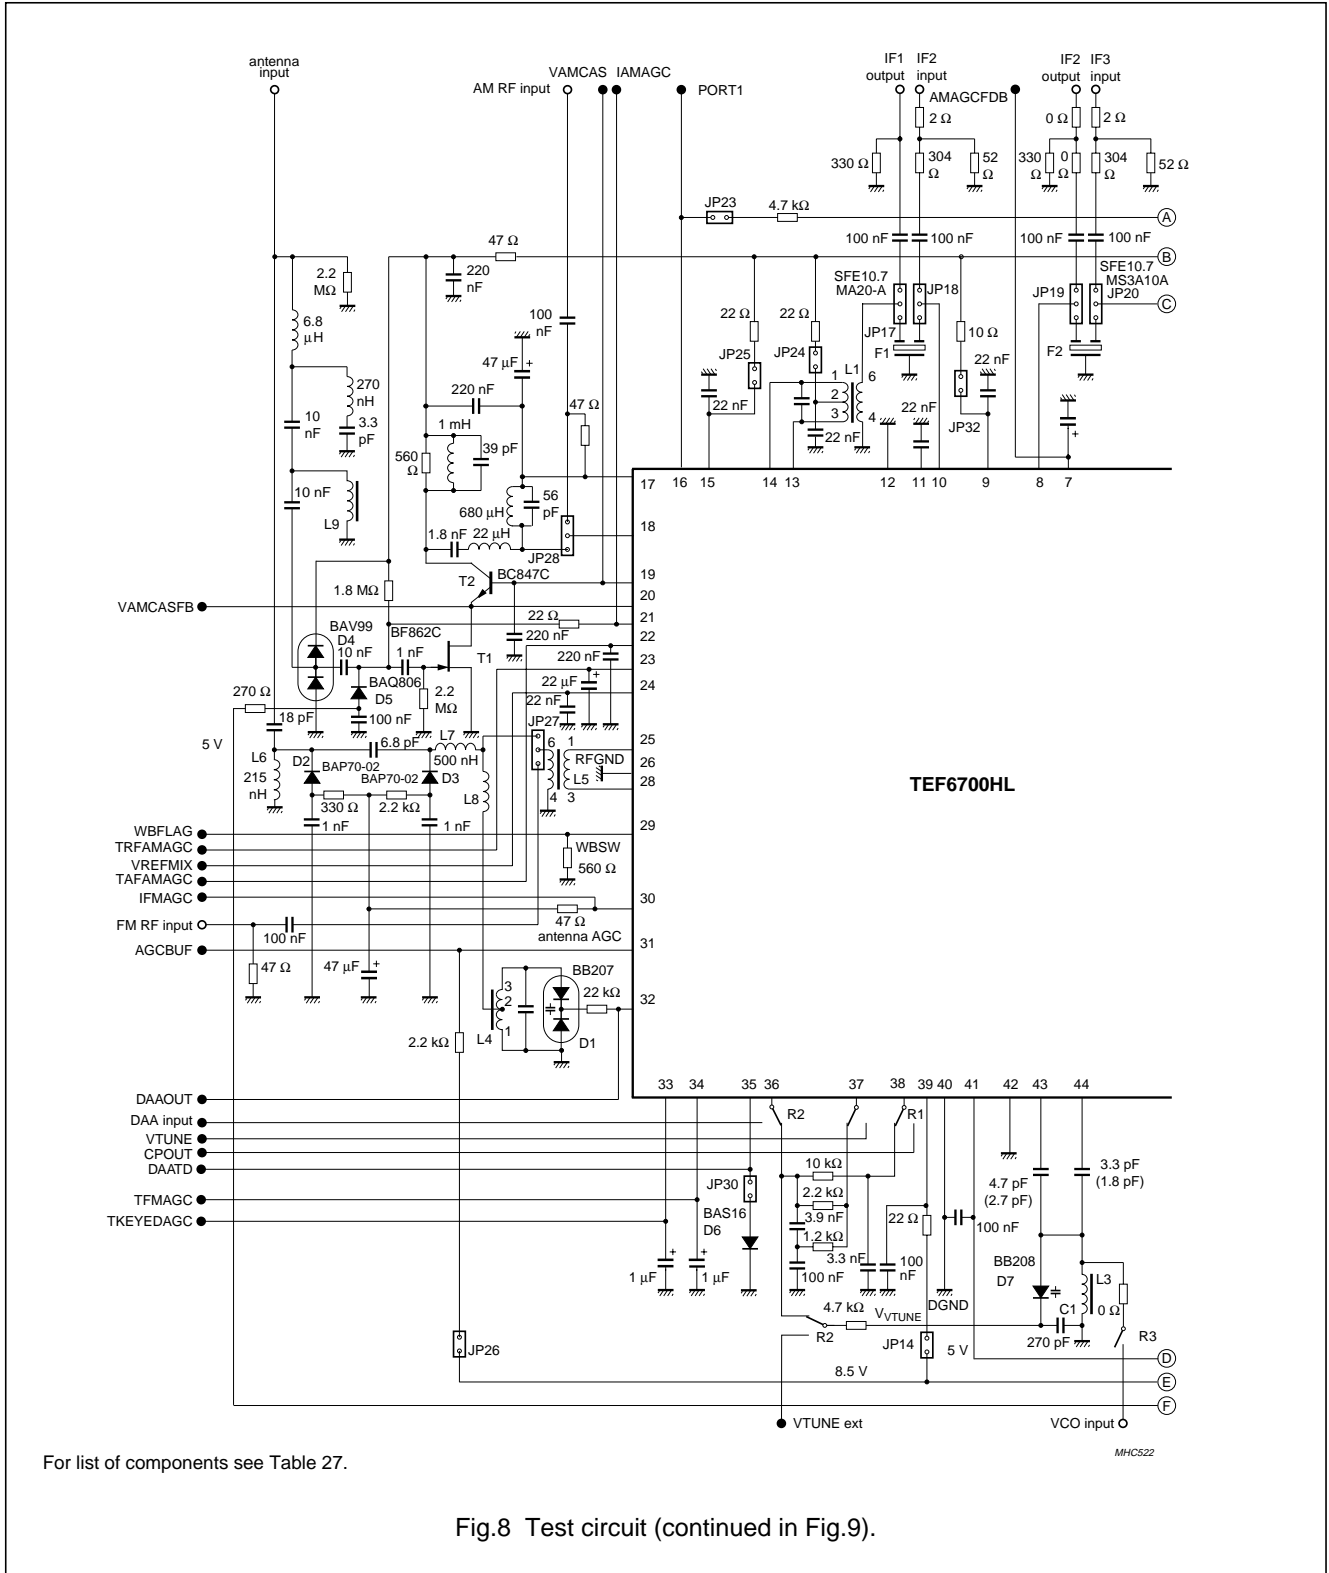 antenna
input
AM RF input
VAMCAS
IAMAGC
PORT1
IF1
output
IF2
input
AMAGCFDB
IF2
output
IF3
input
2 Ω
0 Ω
2 Ω
330 Ω
304
Ω
52
Ω
330
Ω
0
Ω
304
Ω
52 Ω
JP23
4.7 kΩ
A
100 nF
100 nF
100 nF
100 nF
47 Ω
B
2.2
MΩ
220
nF
SFE10.7
MA20-A
JP18
JP19
SFE10.7
MS3A10A
JP20
C
6.8
μH
100
nF
22 Ω
22 Ω
JP17
10 Ω
F1
F2
47 μF
+
JP25
JP24
L1
22 nF
270
nH
220 nF
47 Ω
1
6
10
nF
3.3
pF
1 mH
22 nF
2
3
4
22 nF
JP32
+
22 nF
560
Ω
39 pF
10 nF
17
16
15
14
13
12
11
10
9
8
7
L9
680 μH
56
pF
1.8 nF
22 μH
18
JP28
T2
BC847C
19
1.8 MΩ
20
VAMCASFB
22 Ω
21
BAV99
D4
BF862C
220 nF
22
10 nF
1 nF
T1
220 nF
23
BAQ806
D5
22 μF
+
24
270 Ω
2.2
MΩ
22 nF
18 pF
100 nF
JP27
5 V
6.8 pF
L7
6
1
25
L6
D2
500 nH
RFGND
26
215
nH
BAP70-02
BAP70-02
D3
L8
L5
28
4
3
TEF6700HL
330 Ω
2.2 kΩ
1 nF
1 nF
29
WBFLAG
WBSW
TRFAMAGC
560 Ω
VREFMIX
TAFAMAGC
IFMAGC
30
FM RF input
47 Ω
100 nF
antenna AGC
AGCBUF
31
47 Ω
47 μF
+
BB207
3
2
1
22 kΩ
32
2.2 kΩ
L4
D1
33
34
35
36
37
38
39
40
41
42
43
44
DAAOUT
R2
R1
DAA input
VTUNE
CPOUT
DAATD
10 kΩ
3.3 pF
(1.8 pF)
JP30
2.2 kΩ
4.7 pF
(2.7 pF)
TFMAGC
BAS16
D6
3.9 nF
22 Ω
TKEYEDAGC
1.2 kΩ
100 nF
+
+
3.3 nF
BB208
D7
1 μF
1 μF
100 nF
100
nF
L3
4.7 kΩ
VVTUNE
DGND
C1
0 Ω
R2
270 pF
R3
JP26
JP14
5 V
D
8.5 V
E
F
VTUNE ext
VCO input
MHC522
For list of components see Table 27.
Fig.8 Test circuit (continued in Fig.9).